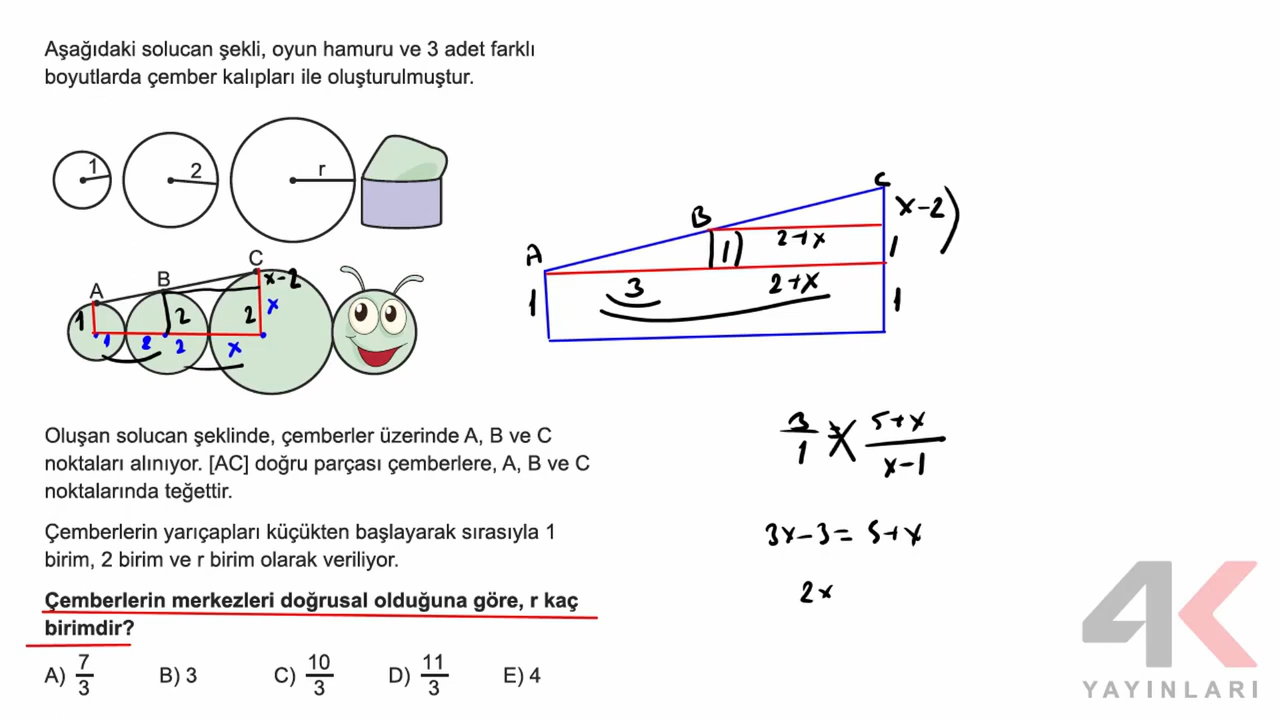 Aşağıdaki solucan şekli, oyun hamuru ve 3 adet farklı
boyutlarda çember kalıpları ile oluşturulmuştur.
1
2
r
A
B
C
x-2
1
2
2
x
1
2
2
x
A
B
C
x-2
1
2+x
1
1
3
2+x
1
Oluşan solucan şeklinde, çemberler üzerinde A, B ve C
noktaları alınıyor. [AC] doğru parçası çemberlere, A, B ve C
noktalarında teğettir.
Çemberlerin yarıçapları küçükten başlayarak sırasıyla 1
birim, 2 birim ve r birim olarak veriliyor.
Çemberlerin merkezleri doğrusal olduğuna göre, r kaç
birimdir?
A) 7/3 B) 3 C) 10/3 D) 11/3 E) 4
3/1 = 5+x/x-1
3x-3 = 5+x
2x
4K
YAYINLARI